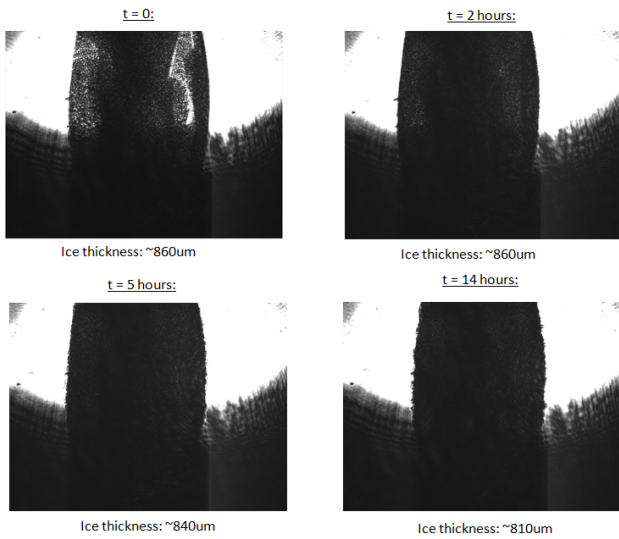 t = 0:
t = 2 hours:
Ice thickness: ~860um
Ice thickness: ~860um
t = 5 hours:
t = 14 hours:
Ice thickness: ~840um
Ice thickness: ~810um